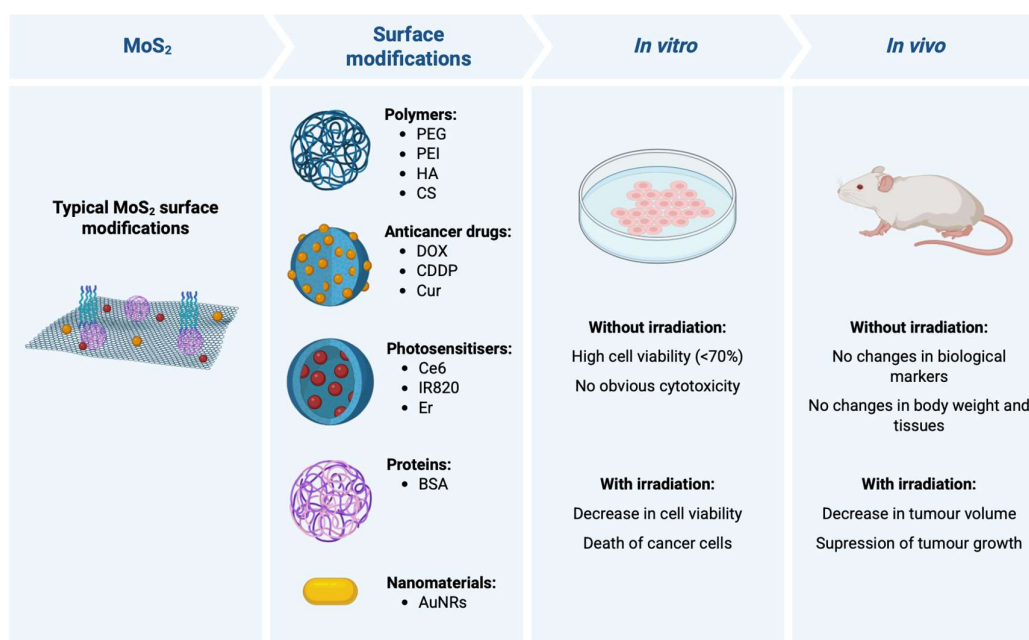 MoS₂
Surface
modifications
In vitro
In vivo
Typical MoS₂ surface
modifications
Polymers:
• PEG
• PEI
• HA
• CS
Anticancer drugs:
• DOX
• CDDP
• Cur
Photosensitisers:
• Ce6
• IR820
• Er
Proteins:
• BSA
Nanomaterials:
• AuNRs
Without irradiation:
High cell viability (<70%)
No obvious cytotoxicity
With irradiation:
Decrease in cell viability
Death of cancer cells
Without irradiation:
No changes in biological
markers
No changes in body weight and
tissues
With irradiation:
Decrease in tumour volume
Supression of tumour growth